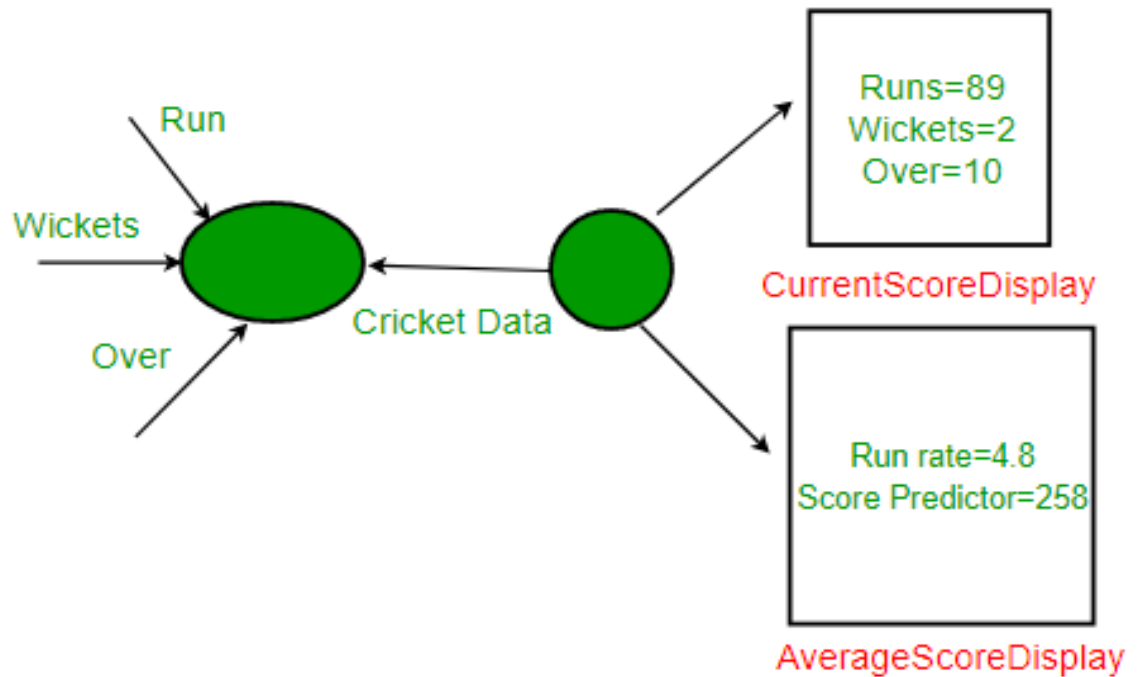 Run
Wickets
Over
Cricket Data
Runs=89
Wickets=2
Over=10
CurrentScoreDisplay
Run rate=4.8
Score Predictor=258
AverageScoreDisplay